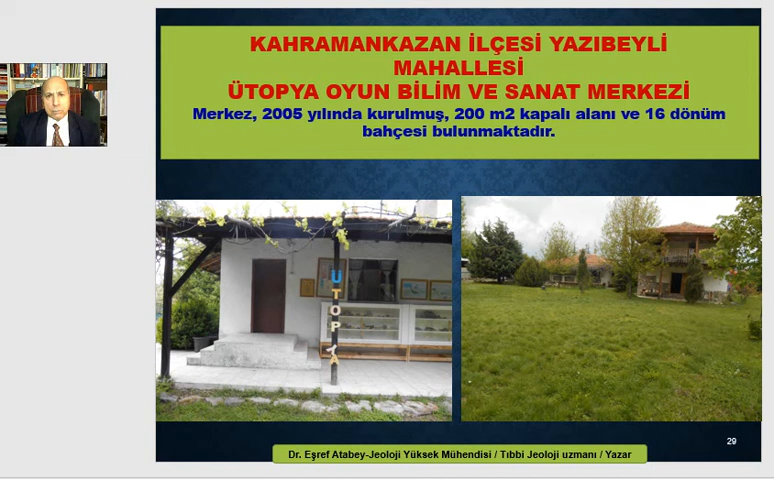 KAHRAMANKAZAN İLÇESİ YAZIBEYLİ
MAHALLESİ
ÜTOPYA OYUN BİLİM VE SANAT MERKEZİ
Merkez, 2005 yılında kurulmuş, 200 m2 kapalı alanı ve 16 dönüm
bahçesi bulunmaktadır.
ÜTOPYA
29
Dr. Eşref Atabey-Jeoloji Yüksek Mühendisi / Tıbbi Jeoloji uzmanı / Yazar